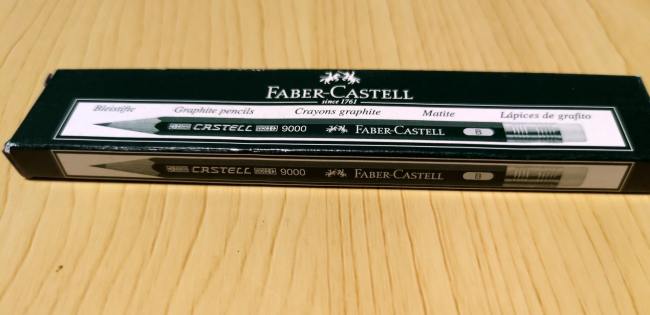 FABER-CASTELL
since 1761
Bleistifte Graphite pencils Crayons graphite Matite Lápices de grafito
CASTELL 9000 FABER-CASTELL B
CASTELL 9000 FABER-CASTELL B